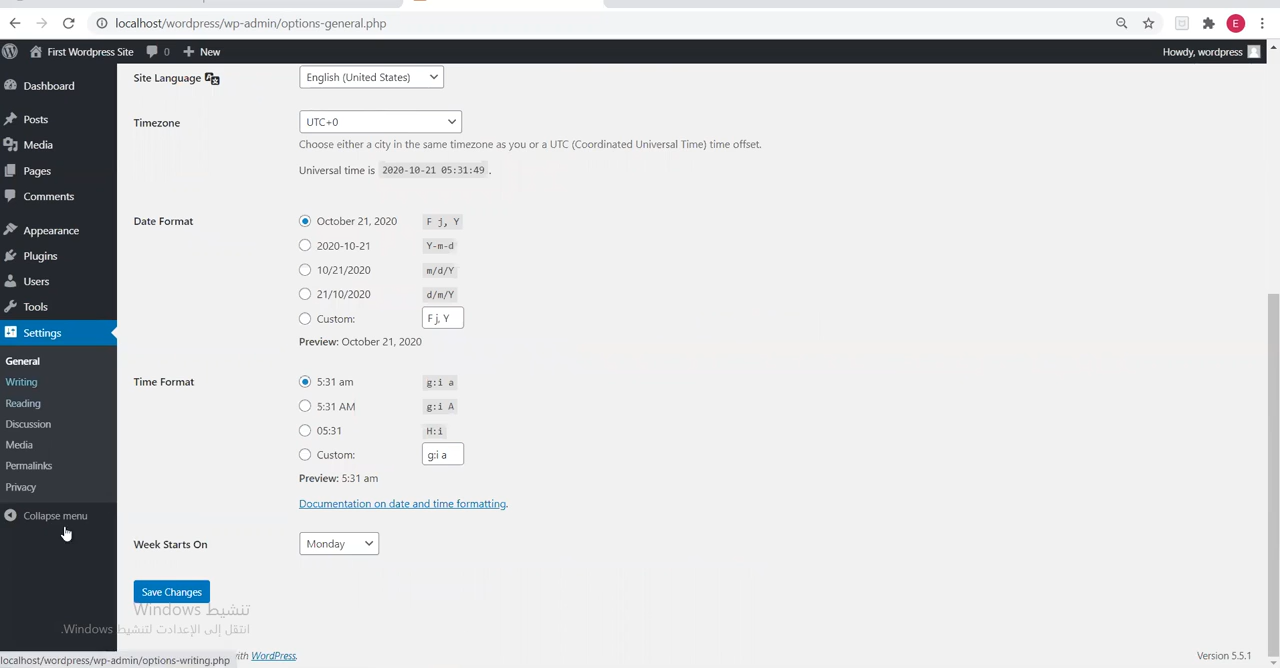 localhost/wordpress/wp-admin/options-general.php
E
First Wordpress Site 0 New Howdy, wordpress
Dashboard
Posts
Media
Pages
Comments
Appearance
Plugins
Users
Tools
Settings
General
Writing
Reading
Discussion
Media
Permalinks
Privacy
Collapse menu
Site Language English (United States)
Timezone UTC+0
Choose either a city in the same timezone as you or a UTC (Coordinated Universal Time) time offset.
Universal time is 2020-10-21 05:31:49 .
Date Format October 21, 2020 F j, Y
2020-10-21 Y-m-d
10/21/2020 m/d/Y
21/10/2020 d/m/Y
Custom: F j, Y
Preview: October 21, 2020
Time Format 5:31 am g:i a
5:31 AM g:i A
05:31 H:i
Custom: g:i a
Preview: 5:31 am
Documentation on date and time formatting.
Week Starts On Monday
Save Changes
تنشيط Windows
انتقل إلى الإعدادت لتنشيط Windows.
with WordPress. Version 5.5.1
localhost/wordpress/wp-admin/options-writing.php